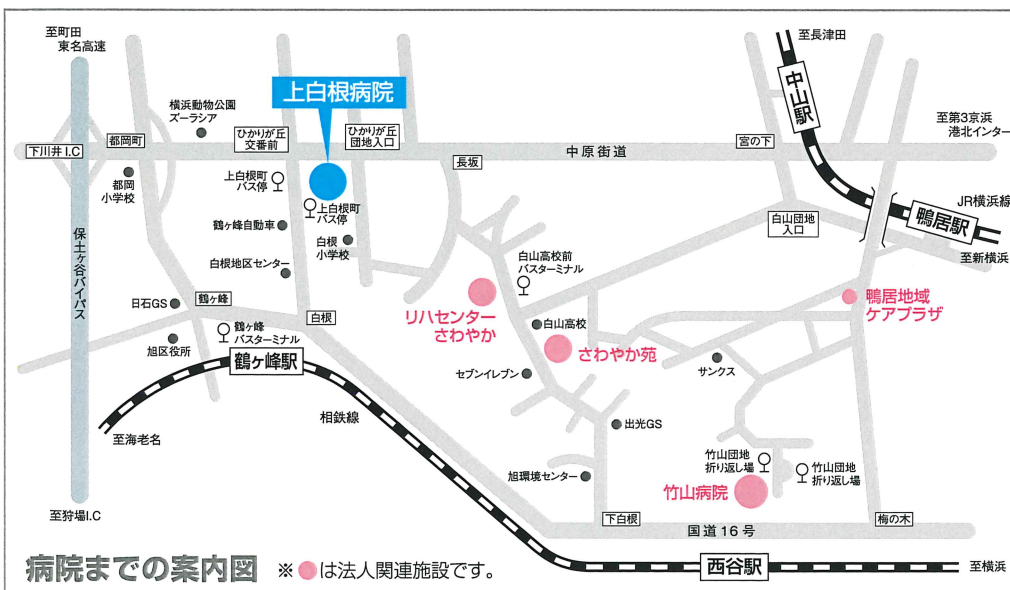 至町田
東名高速
横浜動物公園
ズーラシア
上白根病院
至長津田
中山駅
至第3京浜
港北インター
下川井I.C
都岡町
ひかりが丘
交番前
ひかりが丘
団地入口
長坂
中原街道
宮の下
都岡
小学校
上白根町
バス停
上白根町
バス停
鶴ヶ峰自動車
白根
小学校
白山高校前
バスターミナル
白山団地
入口
JR横浜線
鴨居駅
至新横浜
保土ヶ谷バイパス
白根地区センター
日石GS
鶴ヶ峰
白根
リハセンター
さわやか
鴨居地域
ケアプラザ
旭区役所
鶴ヶ峰
バスターミナル
白山高校
さわやか苑
鶴ヶ峰駅
セブンイレブン
サンクス
相鉄線
至海老名
出光GS
旭環境センター
竹山団地
折り返し場
竹山団地
折り返し場
竹山病院
至狩場I.C
下白根
国道16号
梅の木
西谷駅
至横浜
病院までの案内図
※●は法人関連施設です。